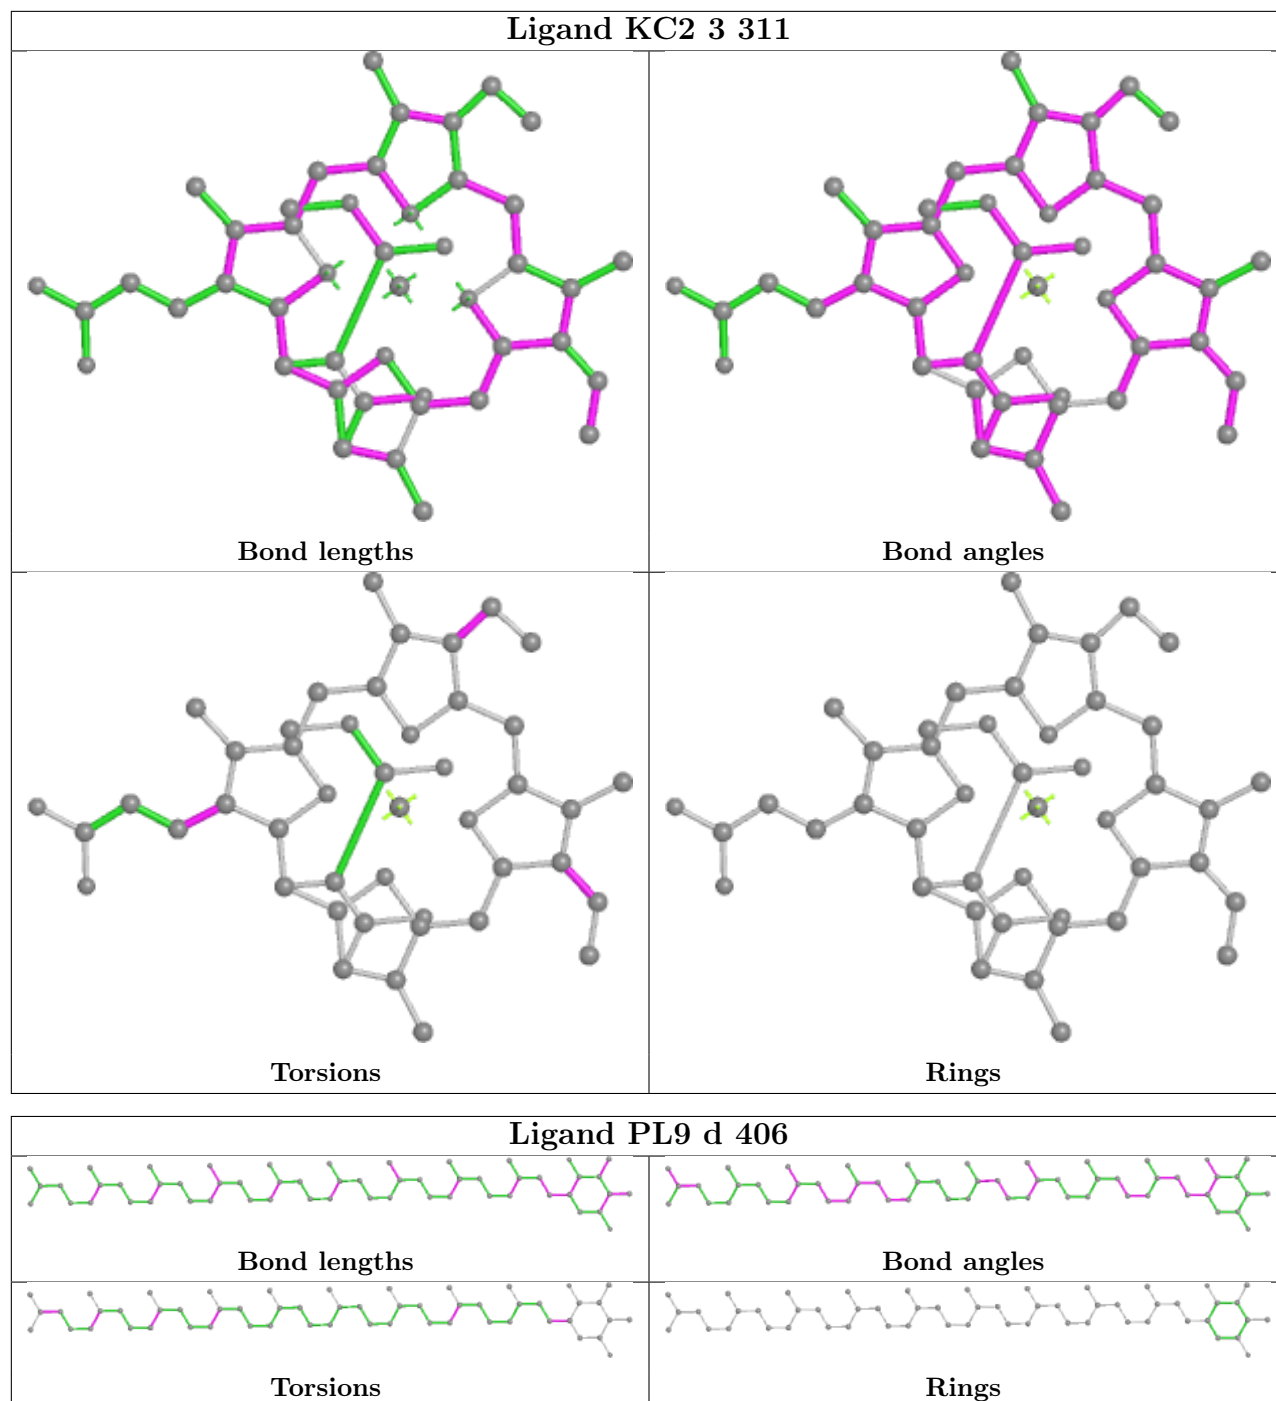 Ligand KC2 3 311
Bond lengths
Bond angles
Torsions
Rings
Ligand PL9 d 406
Bond lengths
Bond angles
Torsions
Rings